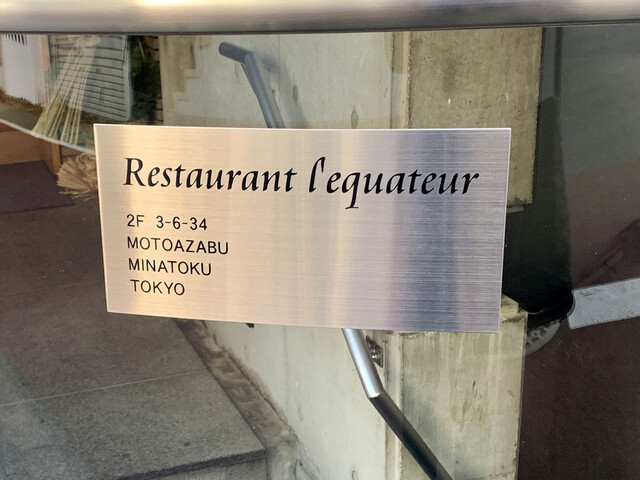 Restaurant l'equateur
2F 3-6-34
MOTOAZABU
MINATOKU
TOKYO